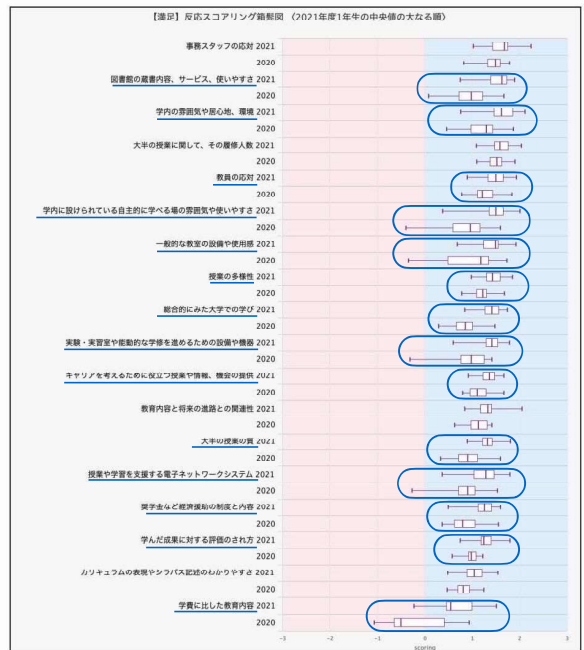 【満足】反応スコアリング箱髭図 （2021年度1年生の中央値の大なる順）
事務スタッフの応対 2021
2020
図書館の蔵書内容、サービス、使いやすさ 2021
2020
学内の雰囲気や居心地、環境 2021
2020
大半の授業に関して、その履修人数 2021
2020
教員の応対 2021
2020
学内に設けられている自主的に学べる場の雰囲気や使いやすさ 2021
2020
一般的な教室の設備や使用感 2021
2020
授業の多様性 2021
2020
総合的にみた大学での学び 2021
2020
実験・実習室や能動的な学修を進めるための設備や機器 2021
2020
キャリアを考えるために役立つ授業や情報、機会の提供 2021
2020
教育内容と将来の進路との関連性 2021
2020
大半の授業の質 2021
2020
授業や学習を支援する電子ネットワークシステム 2021
2020
奨学金など経済援助の制度と内容 2021
2020
学んだ成果に対する評価のされ方 2021
2020
カリキュラムの表現やシラバス記述のわかりやすさ 2021
2020
学費に比した教育内容 2021
2020
-3 -2 -1 0 1 2 3
scoring